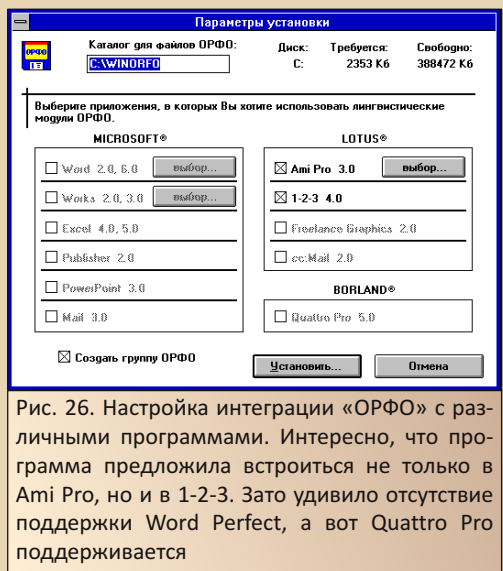 Параметры установки
ОРФО
Каталог для файлов ОРФО:
Диск:
Требуется:
Свободно:
C:\WINORFO
C:
2353 Кб
388472 Кб
Выберите приложения, в которых Вы хотите использовать лингвистические
модули ОРФО.
MICROSOFT®
Word 2.0, 6.0
выбор...
Works 2.0, 3.0
выбор...
Excel 4.0, 5.0
Publisher 2.0
PowerPoint 3.0
Mail 3.0
LOTUS®
Ami Pro 3.0
выбор...
1-2-3 4.0
Freelance Graphics 2.0
cc:Mail 2.0
BORLAND®
Quattro Pro 5.0
Создать группу ОРФО
Установить...
Отмена
Рис. 26. Настройка интеграции «ОРФО» с раз-
личными программами. Интересно, что про-
грамма предложила встроиться не только в
Ami Pro, но и в 1-2-3. Зато удивило отсутствие
поддержки Word Perfect, а вот Quattro Pro
поддерживается